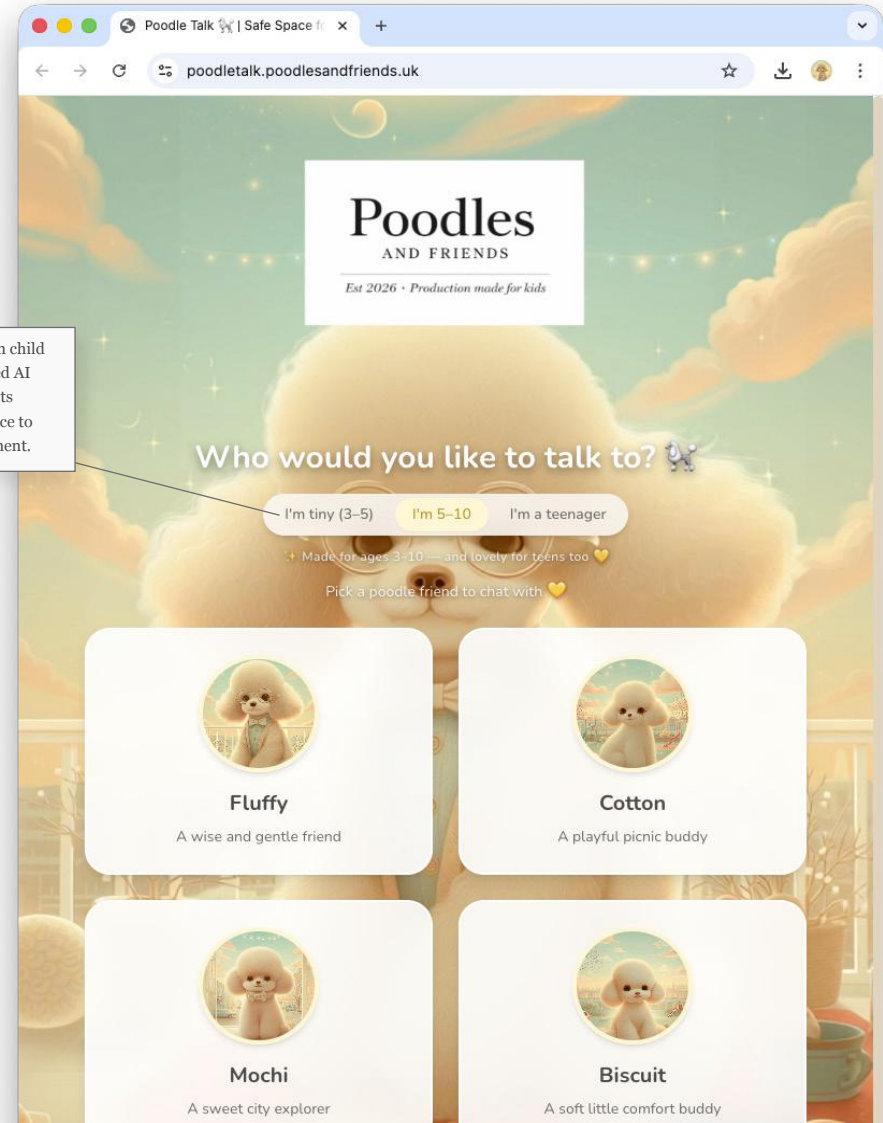 Poodle Talk 🐩 | Safe Space fo
poodletalk.poodlesandfriends.uk
Poodles
AND FRIENDS
Est 2026 • Production made for kids
child
AI
to
Who would you like to talk to? 🐩
I'm tiny (3–5) I'm 5–10 I'm a teenager
✨ Made for ages 3–10 — and lovely for teens too 💛
Pick a poodle friend to chat with 💛
Fluffy
A wise and gentle friend
Cotton
A playful picnic buddy
Mochi
A sweet city explorer
Biscuit
A soft little comfort buddy